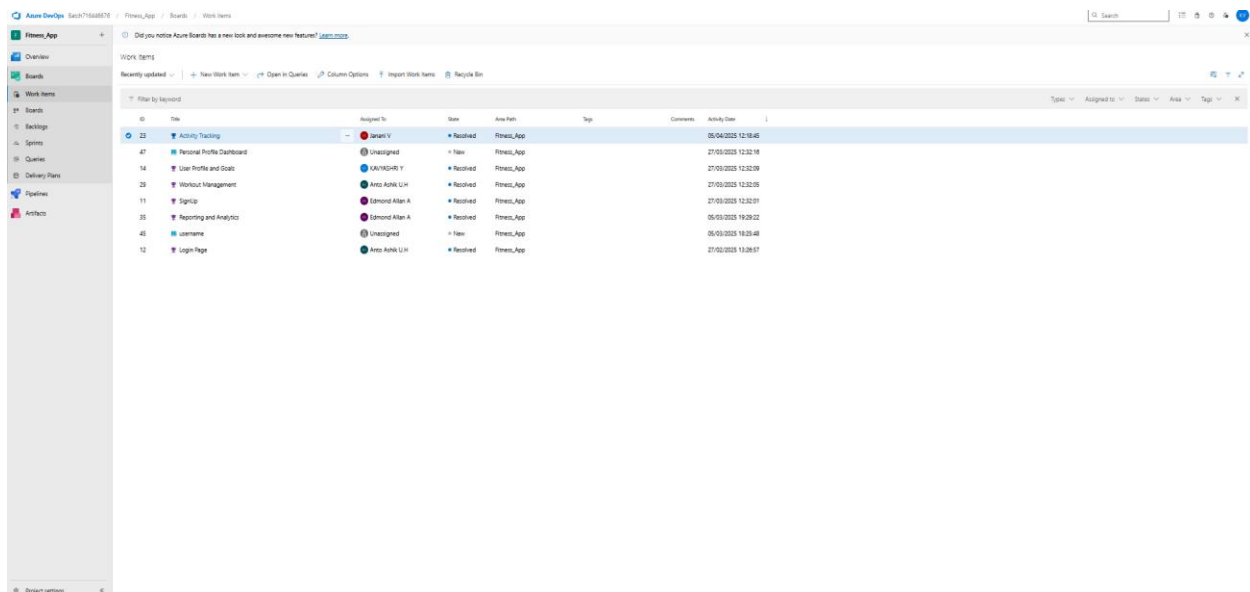 Azure DevOps / Fitness_App / Boards / Work items
Search
Fitness_App
Did you notice Azure Boards has a new look and awesome new features? Learn more.
Overview
Boards
Work items
Boards
Backlogs
Sprints
Queries
Delivery Plans
Pipelines
Artifacts
Project settings
Work items
Recently updated New Work Item Open in Queries Column Options Import Work Items Recycle Bin
Filter by keyword Types Assigned to States Area Tags
ID Title Assigned To State Area Path Tags Comments Activity Date
23 Activity Tracking Janani V Resolved Fitness_App 05/04/2025 12:18:45
47 Personal Profile Dashboard Unassigned New Fitness_App 27/03/2025 12:32:16
14 User Profile and Goals KAVYASHRI Y Resolved Fitness_App 27/03/2025 12:32:09
29 Workout Management Anto Ashik U.H Resolved Fitness_App 27/03/2025 12:32:05
11 SignUp Edmond Allan A Resolved Fitness_App 27/03/2025 12:32:01
35 Reporting and Analytics Edmond Allan A Resolved Fitness_App 05/03/2025 19:29:22
45 username Unassigned New Fitness_App 05/03/2025 18:25:48
12 Login Page Anto Ashik U.H Resolved Fitness_App 27/02/2025 13:28:57